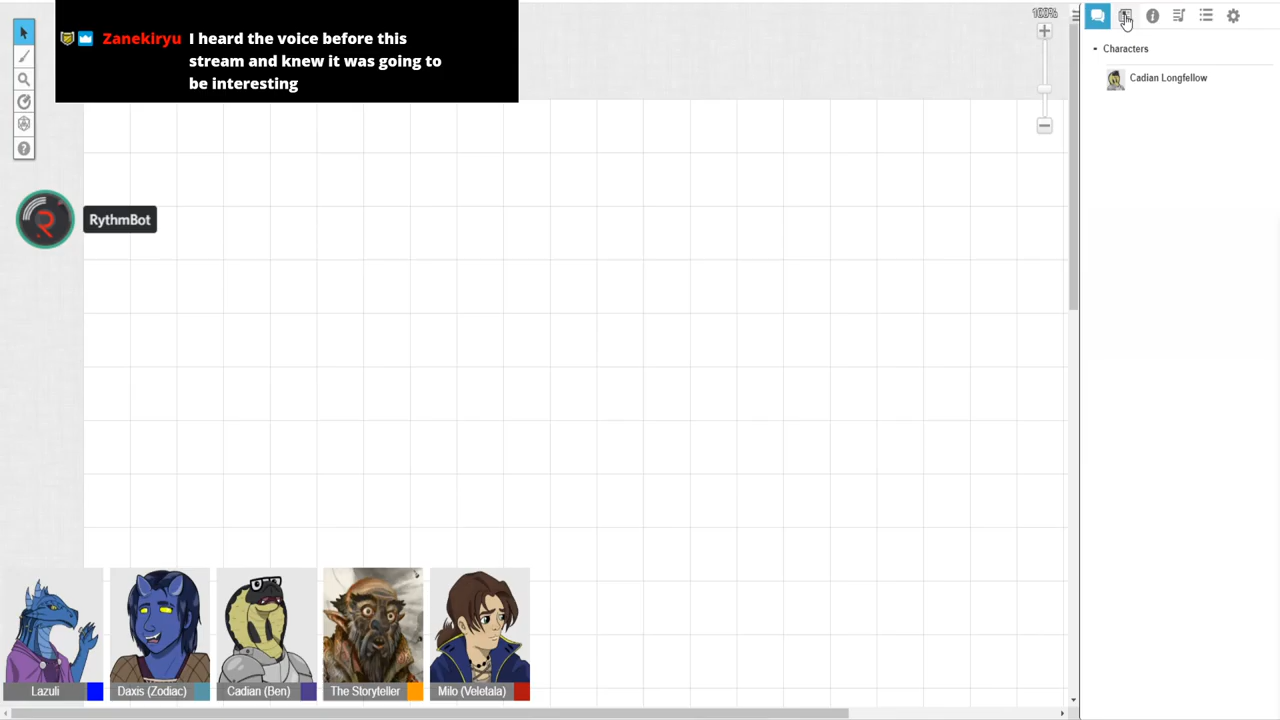 Zanekiryu I heard the voice before this
stream and knew it was going to
be interesting
100%
Characters
Cadian Longfellow
RythmBot
Lazuli
Daxis (Zodiac)
Cadian (Ben)
The Storyteller
Milo (Veletala)